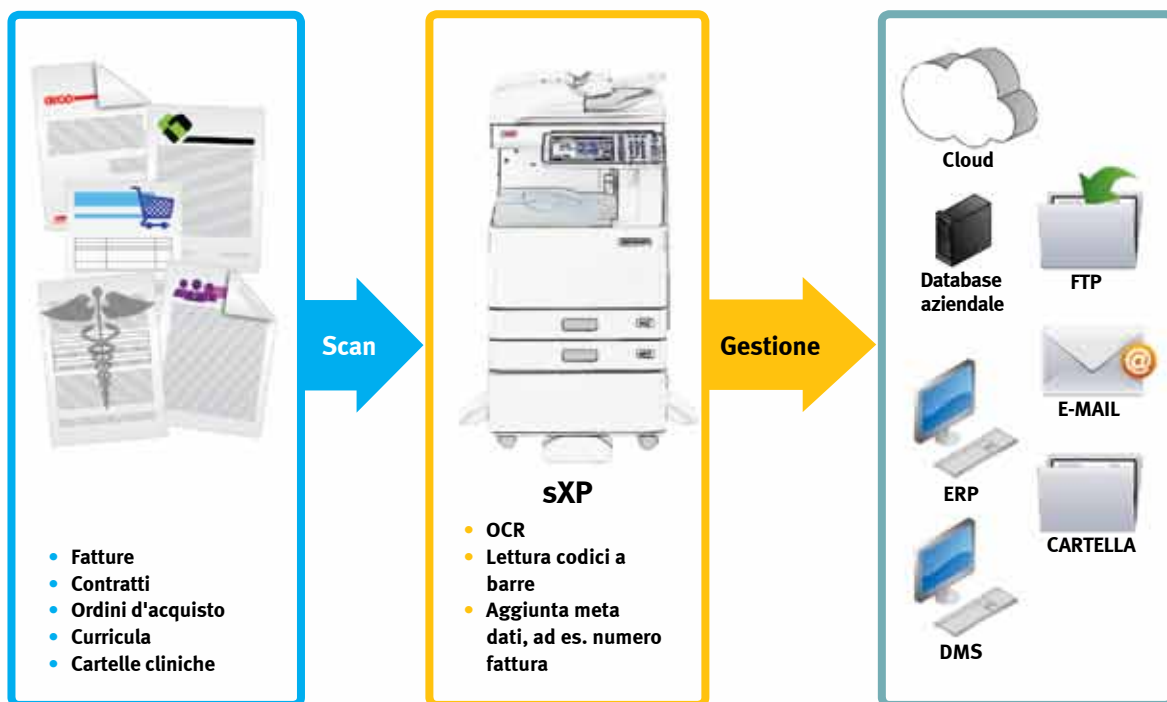 Fatture
Contratti
Ordini d'acquisto
Curricula
Cartelle cliniche
Scan
sXP
OCR
Lettura codici a
barre
Aggiunta meta
dati, ad es. numero
fattura
Gestione
Cloud
Database
aziendale
FTP
E-MAIL
ERP
CARTELLA
DMS